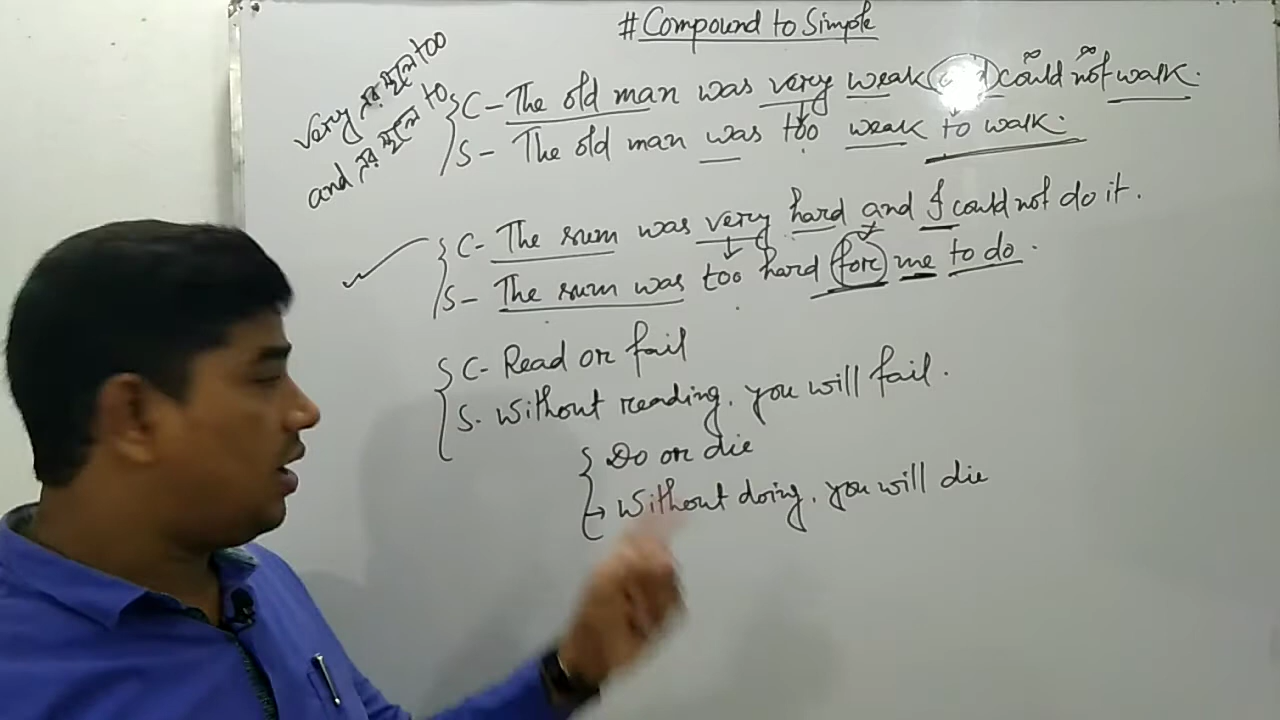 #Compound to Simple
very এর স্থলে too
and এর স্থলে to
C- The old man was very weak and could not walk.
S- The old man was too weak to walk.
C- The sum was very hard and I could not do it.
S- The sum was too hard for me to do.
C- Read or fail
S- Without reading, you will fail.
Do or die
→ Without doing, you will die